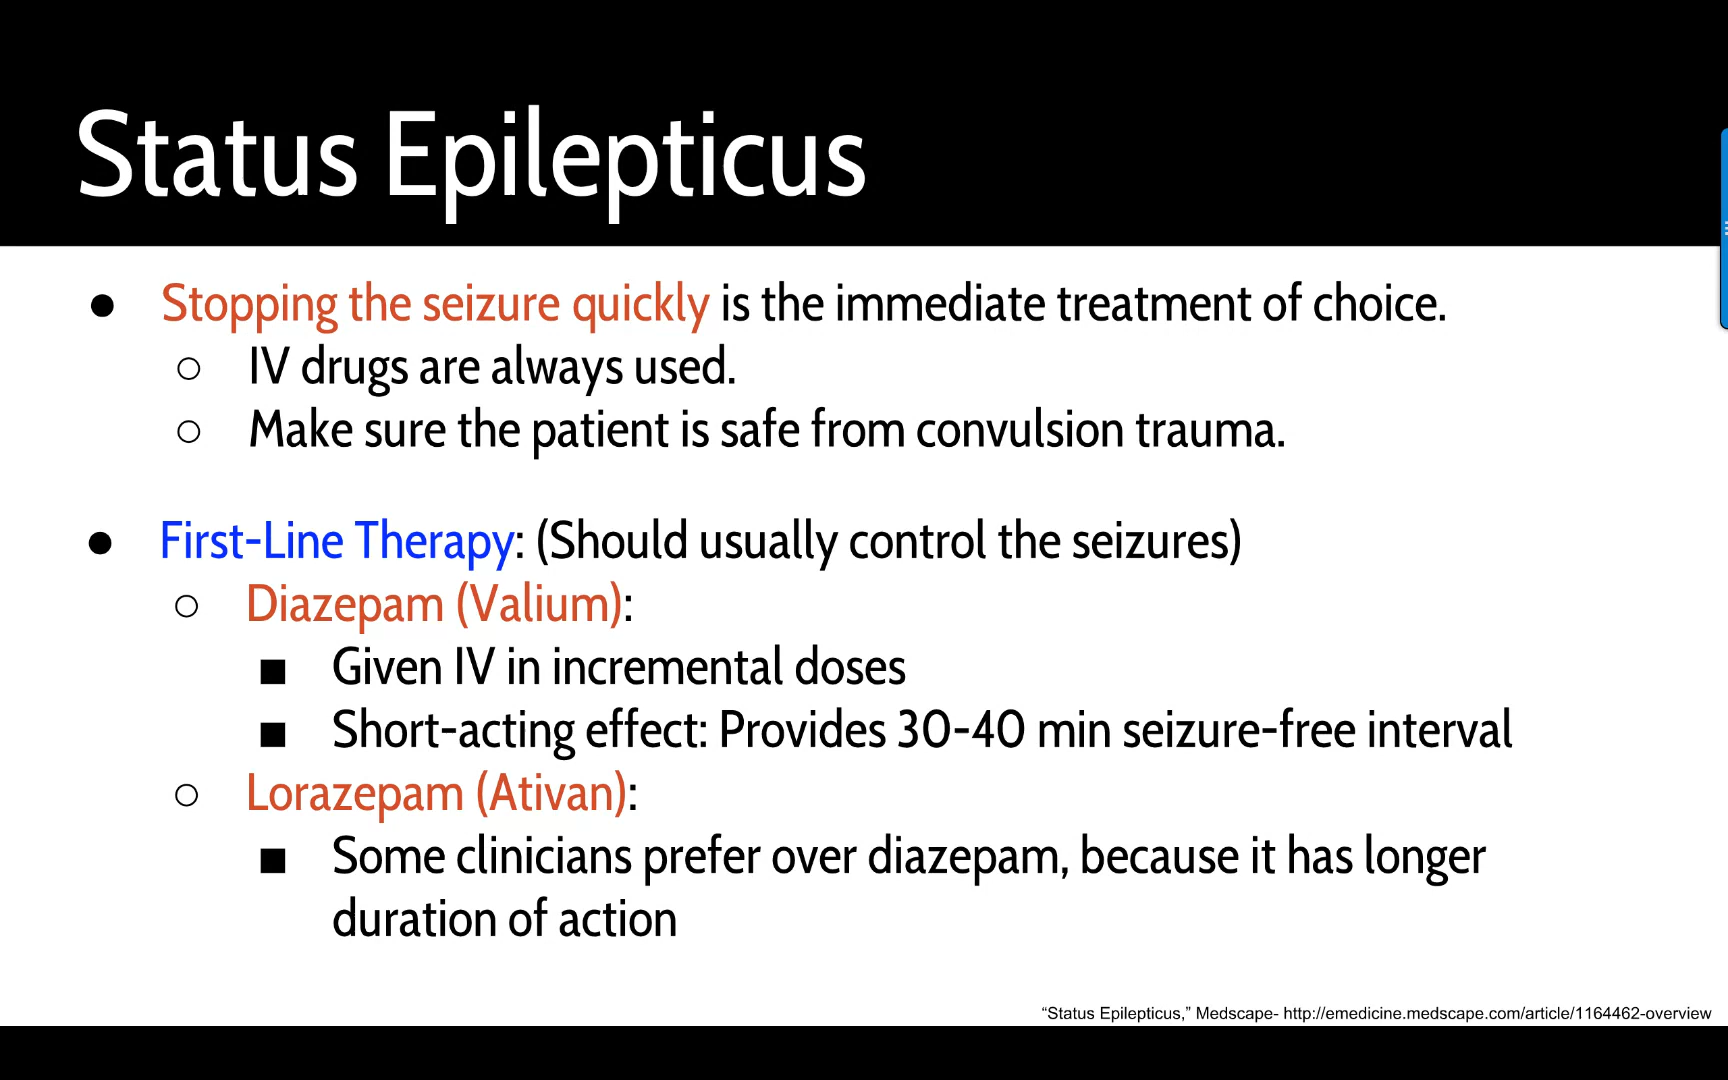 Status Epilepticus
● Stopping the seizure quickly is the immediate treatment of choice.
○ IV drugs are always used.
○ Make sure the patient is safe from convulsion trauma.
● First-Line Therapy: (Should usually control the seizures)
○ Diazepam (Valium):
■ Given IV in incremental doses
■ Short-acting effect: Provides 30-40 min seizure-free interval
○ Lorazepam (Ativan):
■ Some clinicians prefer over diazepam, because it has longer
duration of action
“Status Epilepticus,” Medscape- http://emedicine.medscape.com/article/1164462-overview